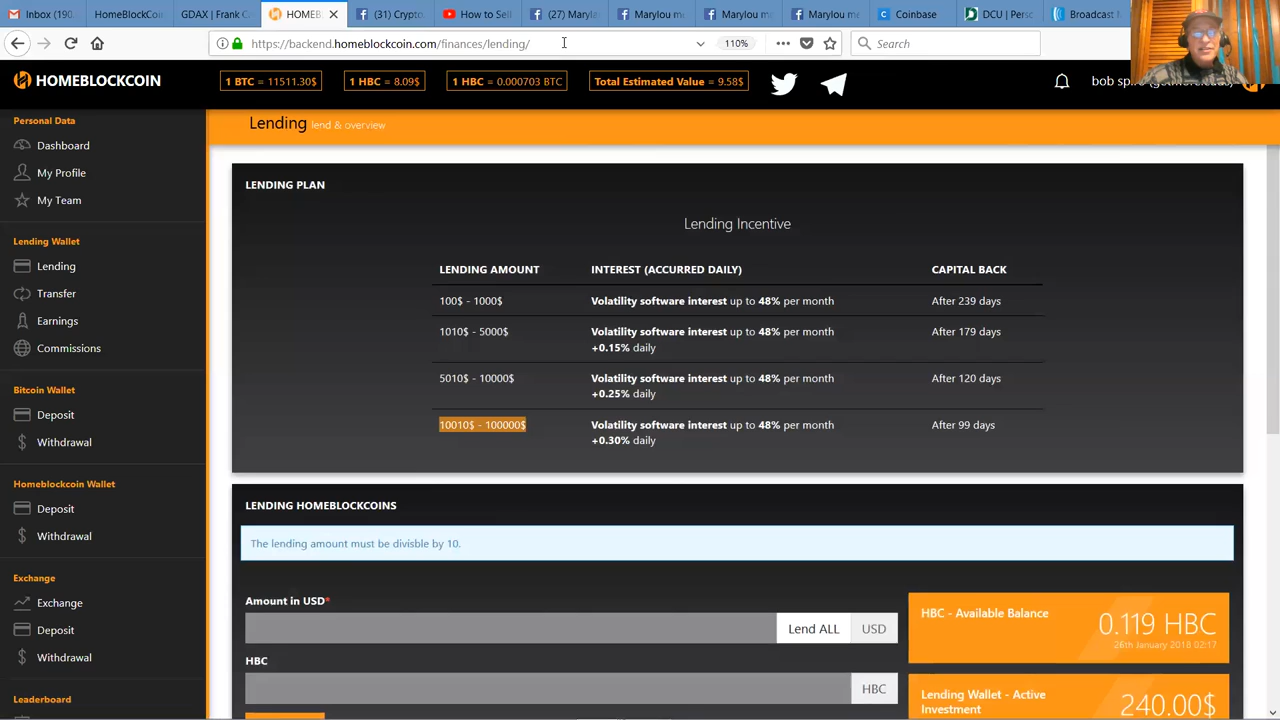 Inbox (190
HomeBlockCoin
GDAX | Frank C
HOMEB
(31) Crypto
How to Sell
(27) Maryl
Marylou m
Marylou m
Marylou m
Coinbase
DCU | Pers
Broadcast
https://backend.homeblockcoin.com/finances/lending/
110%
Search
HOMEBLOCKCOIN
1 BTC = 11511.30$
1 HBC = 8.09$
1 HBC = 0.000703 BTC
Total Estimated Value = 9.58$
bob
Personal Data
Dashboard
My Profile
My Team
Lending Wallet
Lending
Transfer
Earnings
Commissions
Bitcoin Wallet
Deposit
Withdrawal
Homeblockcoin Wallet
Deposit
Withdrawal
Exchange
Exchange
Deposit
Withdrawal
Leaderboard
Lending lend & overview
LENDING PLAN
Lending Incentive
LENDING AMOUNT INTEREST (ACCURRED DAILY) CAPITAL BACK
100$ - 1000$ Volatility software interest up to 48% per month After 239 days
1010$ - 5000$ Volatility software interest up to 48% per month After 179 days
+0.15% daily
5010$ - 10000$ Volatility software interest up to 48% per month After 120 days
+0.25% daily
10010$ - 100000$ Volatility software interest up to 48% per month After 99 days
+0.30% daily
LENDING HOMEBLOCKCOINS
The lending amount must be divisble by 10.
Amount in USD*
Lend ALL USD
HBC
HBC
HBC - Available Balance
0.119 HBC
26th January 2018 02:17
Lending Wallet - Active
Investment
240.00$